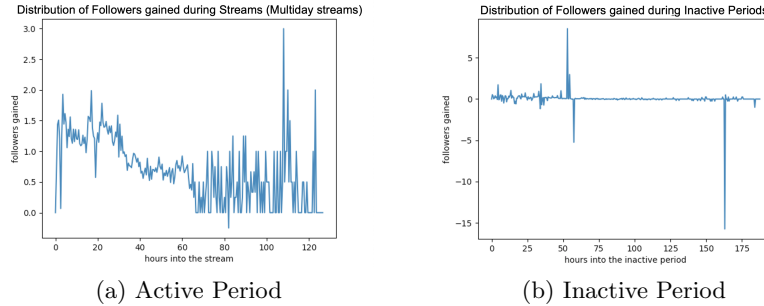 Distribution of Followers gained during Streams (Multiday streams)
3.0
2.5
2.0
1.5
1.0
0.5
0.0
followers gained
0 20 40 60 80 100 120
hours into the stream
(a) Active Period
Distribution of Followers gained during Inactive Periods
5
0
−5
−10
−15
followers gained
0 25 50 75 100 125 150 175
hours into the inactive period
(b) Inactive Period